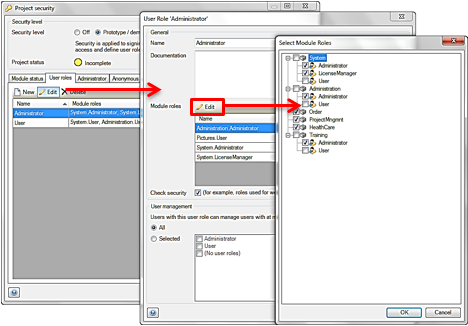 Project security
Security level
Security level
Off
Prototype / dem
Security is applied to signi
access and define user role
Project status
Incomplete
Module status
User roles
Administrator
Anonymous
New
Edit
Delete
Name
Module roles
Administrator
System.Administrator, System.
User
System.User, Administration.Us
User Role 'Administrator'
General
Name
Administrator
Documentation
Module roles
Edit
Name
Administration.Administrator
Pictures.User
System.Administrator
System.LicenseManager
Check security
(for example, roles used for we
User management
Users with this user role can manage users with at m
All
Selected
Administrator
User
(No user roles)
Select Module Roles
System
Administrator
LicenseManager
User
Administration
Administrator
User
Order
ProjectMngmnt
HealthCare
Training
Administrator
User
OK
Cancel